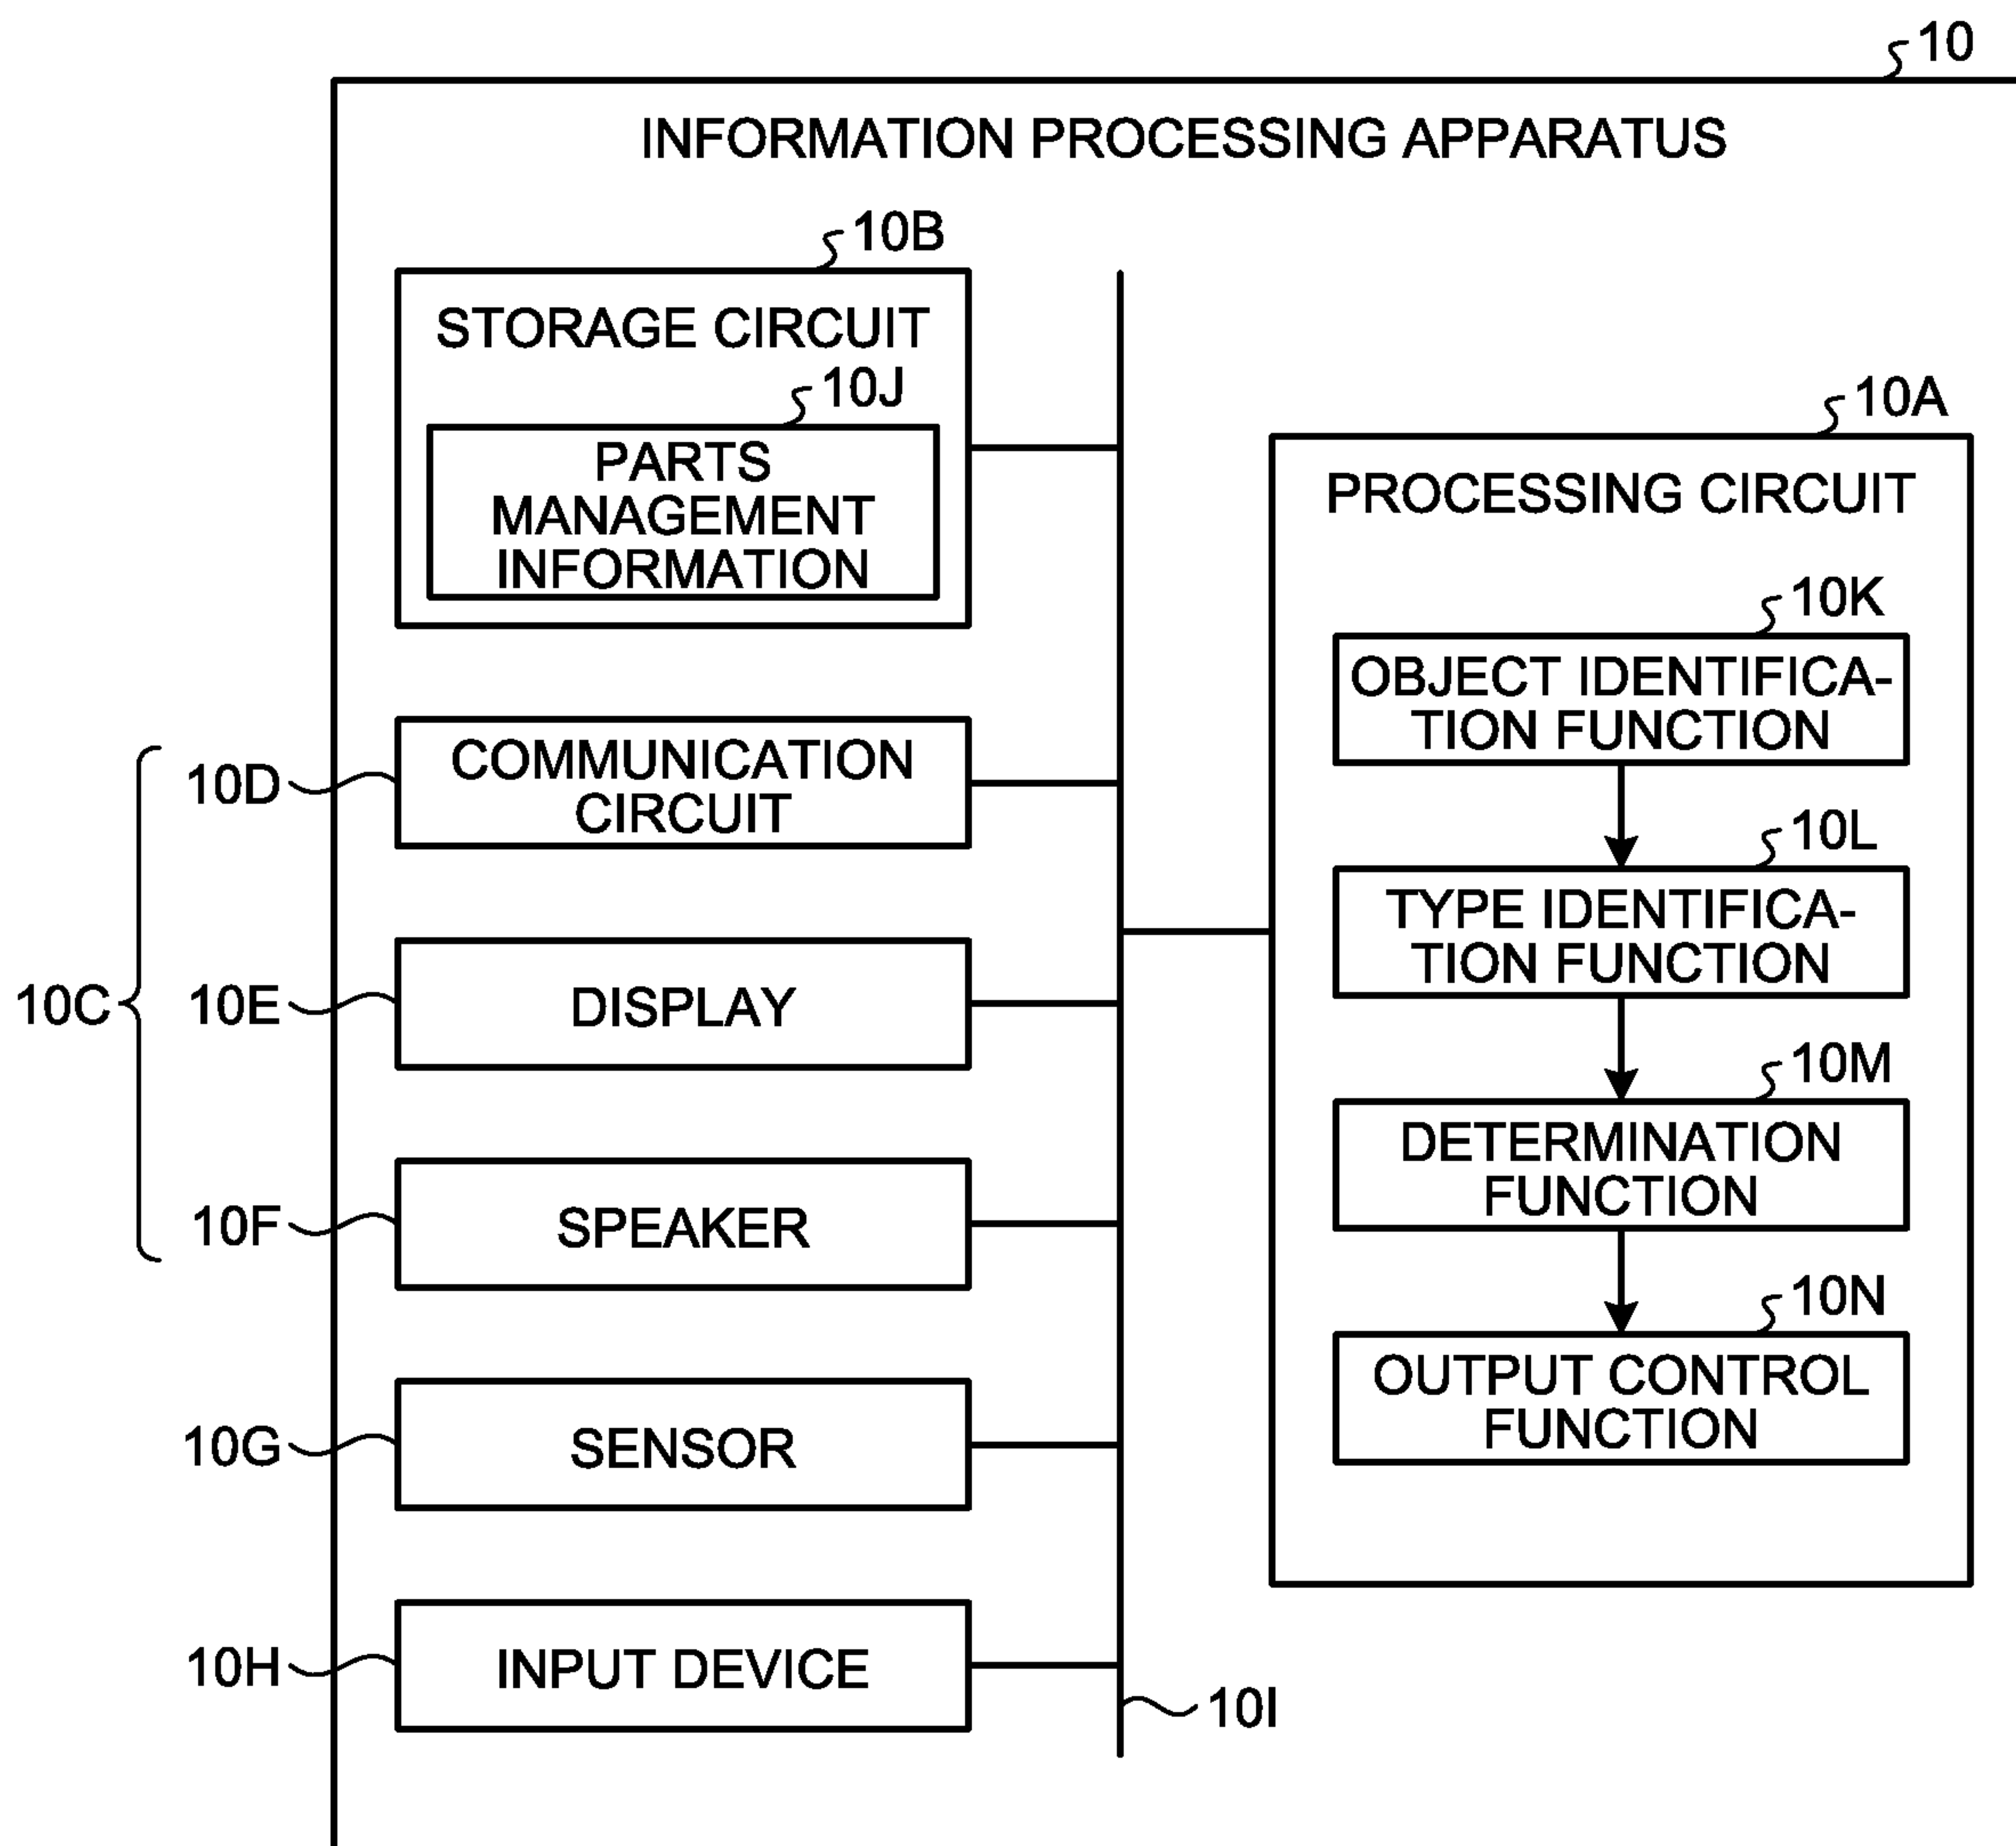 10
INFORMATION PROCESSING APPARATUS
10B
STORAGE CIRCUIT
10J
PARTS
MANAGEMENT
INFORMATION
10C
10D
COMMUNICATION
CIRCUIT
10E
DISPLAY
10F
SPEAKER
10G
SENSOR
10H
INPUT DEVICE
10I
10A
PROCESSING CIRCUIT
10K
OBJECT IDENTIFICA-
TION FUNCTION
10L
TYPE IDENTIFICA-
TION FUNCTION
10M
DETERMINATION
FUNCTION
10N
OUTPUT CONTROL
FUNCTION